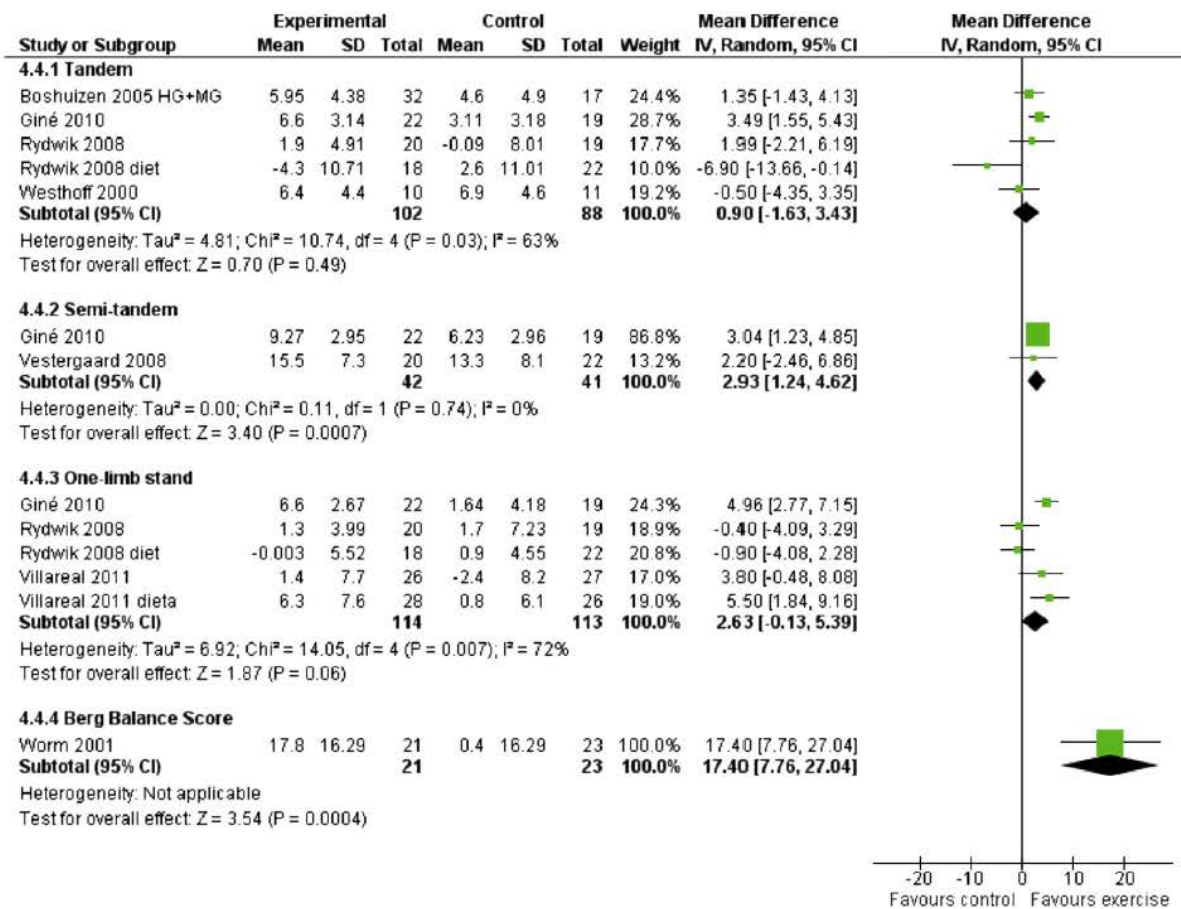 Experimental Control Mean Difference Mean Difference
Study or Subgroup Mean SD Total Mean SD Total Weight IV, Random, 95% CI IV, Random, 95% CI
4.4.1 Tandem
Boshuizen 2005 HG+MG 5.95 4.38 32 4.6 4.9 17 24.4% 1.35 [-1.43, 4.13]
Giné 2010 6.6 3.14 22 3.11 3.18 19 28.7% 3.49 [1.55, 5.43]
Rydwik 2008 1.9 4.91 20 -0.09 8.01 19 17.7% 1.99 [-2.21, 6.19]
Rydwik 2008 diet -4.3 10.71 18 2.6 11.01 22 10.0% -6.90 [-13.66, -0.14]
Westhoff 2000 6.4 4.4 10 6.9 4.6 11 19.2% -0.50 [-4.35, 3.35]
Subtotal (95% CI) 102 88 100.0% 0.90 [-1.63, 3.43]
Heterogeneity: Tau² = 4.81; Chi² = 10.74, df = 4 (P = 0.03); I² = 63%
Test for overall effect: Z = 0.70 (P = 0.49)
4.4.2 Semi-tandem
Giné 2010 9.27 2.95 22 6.23 2.96 19 86.8% 3.04 [1.23, 4.85]
Vestergaard 2008 15.5 7.3 20 13.3 8.1 22 13.2% 2.20 [-2.46, 6.86]
Subtotal (95% CI) 42 41 100.0% 2.93 [1.24, 4.62]
Heterogeneity: Tau² = 0.00; Chi² = 0.11, df = 1 (P = 0.74); I² = 0%
Test for overall effect: Z = 3.40 (P = 0.0007)
4.4.3 One-limb stand
Giné 2010 6.6 2.67 22 1.64 4.18 19 24.3% 4.96 [2.77, 7.15]
Rydwik 2008 1.3 3.99 20 1.7 7.23 19 18.9% -0.40 [-4.09, 3.29]
Rydwik 2008 diet -0.003 5.52 18 0.9 4.55 22 20.8% -0.90 [-4.08, 2.28]
Villareal 2011 1.4 7.7 26 -2.4 8.2 27 17.0% 3.80 [-0.48, 8.08]
Villareal 2011 dieta 6.3 7.6 28 0.8 6.1 26 19.0% 5.50 [1.84, 9.16]
Subtotal (95% CI) 114 113 100.0% 2.63 [-0.13, 5.39]
Heterogeneity: Tau² = 6.92; Chi² = 14.05, df = 4 (P = 0.007); I² = 72%
Test for overall effect: Z = 1.87 (P = 0.06)
4.4.4 Berg Balance Score
Worm 2001 17.8 16.29 21 0.4 16.29 23 100.0% 17.40 [7.76, 27.04]
Subtotal (95% CI) 21 23 100.0% 17.40 [7.76, 27.04]
Heterogeneity: Not applicable
Test for overall effect: Z = 3.54 (P = 0.0004)
-20 -10 0 10 20
Favours control Favours exercise